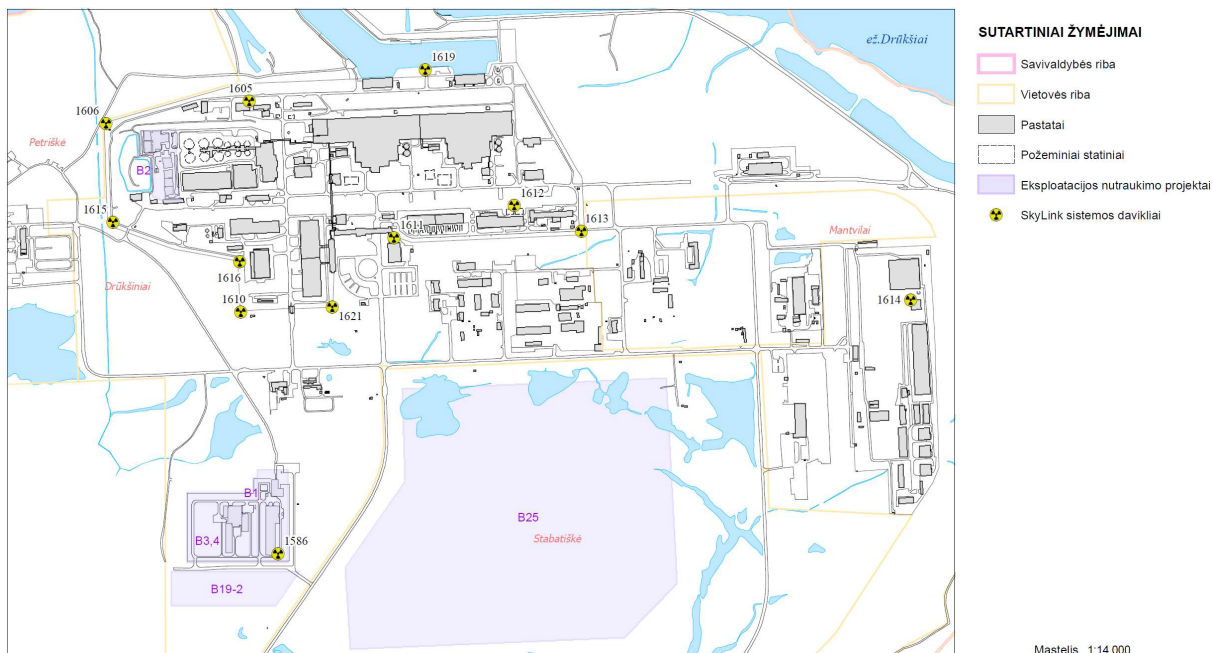 ež.Drūkšiai
1619
1605
1606
Petriškė
B2
1612
1615
1611
1613
Mantvilai
1616
Drūkšiniai
1610
1621
1614
B1
B25
B3,4
1586
Stabatiškė
B19-2
SUTARTINIAI ŽYMĖJIMAI
Savivaldybės riba
Vietovės riba
Pastatai
Požeminiai statiniai
Eksploatacijos nutraukimo projektai
SkyLink sistemos davikliai
Mastelis 1:14 000